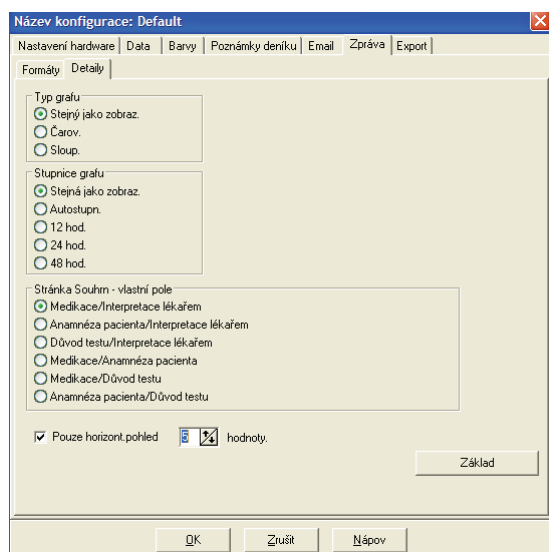 Název konfigurace: Default
Nastavení hardware Data Barvy Poznámky deníku Email Zpráva Export
Formáty Detaily
Typ grafu
Stejný jako zobraz.
Čarov.
Sloup.
Stupnice grafu
Stejná jako zobraz.
Autostupn.
12 hod.
24 hod.
48 hod.
Stránka Souhrn - vlastní pole
Medikace/Interpretace lékařem
Anamnéza pacienta/Interpretace lékařem
Důvod testu/Interpretace lékařem
Medikace/Anamnéza pacienta
Medikace/Důvod testu
Anamnéza pacienta/Důvod testu
Pouze horizont.pohled 5 hodnoty.
Základ
OK Zrušit Nápov